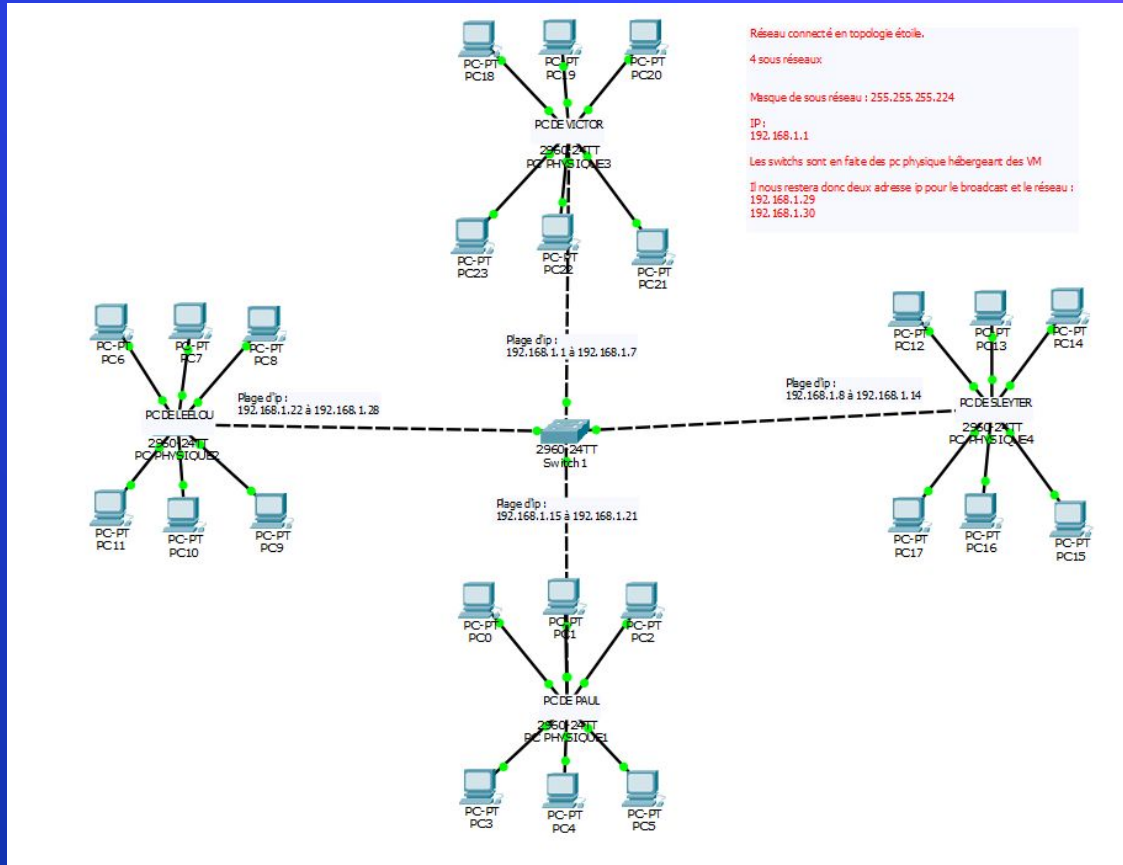 Réseau connecté en topologie étoile.
4 sous réseaux
Masque de sous réseau : 255.255.255.224
IP :
192.168.1.1
Les switchs sont en faite des pc physique hébergeant des VM
Il nous restera donc deux adresse ip pour le broadcast et le réseau :
192.168.1.29
192.168.1.30
PC-PT
PC18
PC-PT
PC19
PC-PT
PC20
PC DE VICTOR
2960-24TT
PC PHYSIQUE3
PC-PT
PC23
PC-PT
PC22
PC-PT
PC21
PC-PT
PC6
PC-PT
PC7
PC-PT
PC8
PC DE LEELOU
2960-24TT
PC PHYSIQUE2
PC-PT
PC11
PC-PT
PC10
PC-PT
PC9
Plage d'ip :
192.168.1.1 à 192.168.1.7
Plage d'ip :
192.168.1.22 à 192.168.1.28
Plage d'ip :
192.168.1.8 à 192.168.1.14
2960-24TT
Switch1
Plage d'ip :
192.168.1.15 à 192.168.1.21
PC-PT
PC12
PC-PT
PC13
PC-PT
PC14
PC DE SLEYTER
2960-24TT
PC PHYSIQUE4
PC-PT
PC17
PC-PT
PC16
PC-PT
PC15
PC-PT
PC0
PC-PT
PC1
PC-PT
PC2
PC DE PAUL
2960-24TT
PC PHYSIQUE1
PC-PT
PC3
PC-PT
PC4
PC-PT
PC5